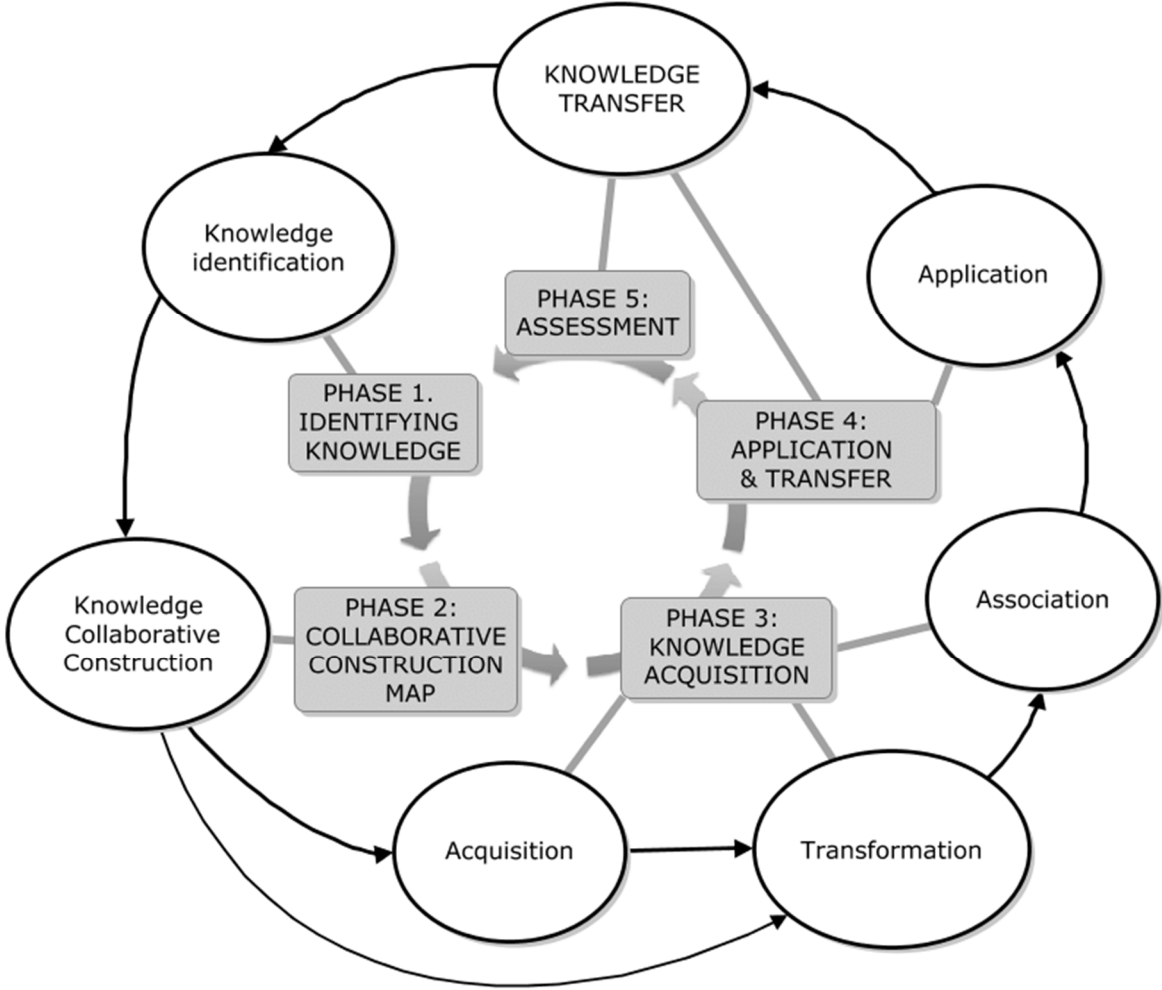 KNOWLEDGE
TRANSFER
Knowledge
identification
Application
PHASE 5:
ASSESSMENT
PHASE 1.
IDENTIFYING
KNOWLEDGE
PHASE 4:
APPLICATION
& TRANSFER
Knowledge
Collaborative
Construction
PHASE 2:
COLLABORATIVE
CONSTRUCTION
MAP
PHASE 3:
KNOWLEDGE
ACQUISITION
Association
Acquisition
Transformation